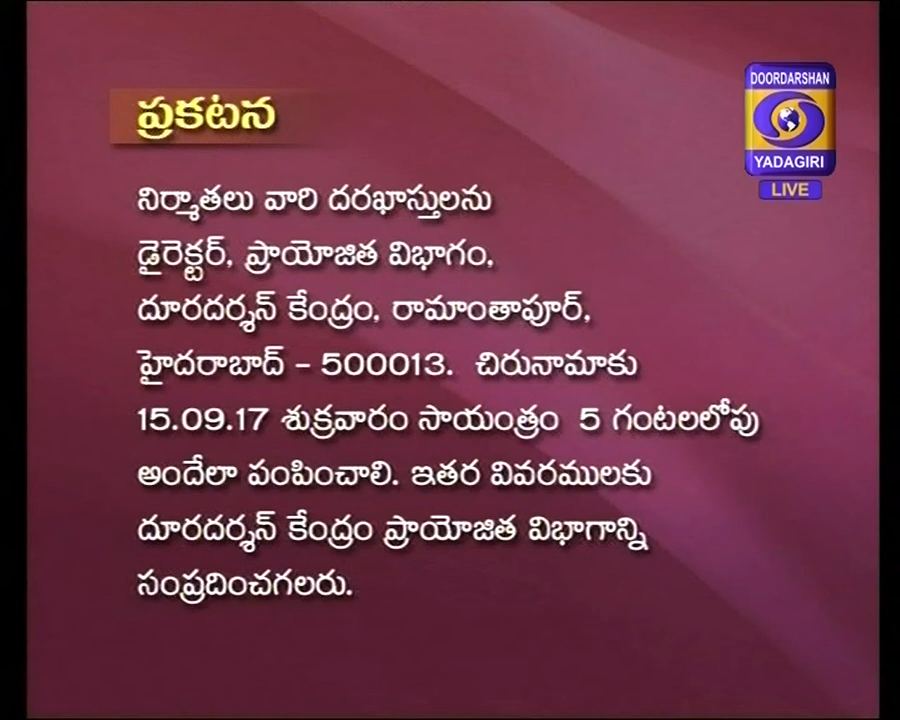 ప్రకటన
DOORDARSHAN
YADAGIRI
LIVE
నిర్మాతలు వారి దరఖాస్తులను
డైరెక్టర్, ప్రాయోజిత విభాగం,
దూరదర్శన్ కేంద్రం, రామాంతాపూర్,
హైదరాబాద్ - 500013. చిరునామాకు
15.09.17 శుక్రవారం సాయంత్రం 5 గంటలలోపు
అందేలా పంపించాలి. ఇతర వివరములకు
దూరదర్శన్ కేంద్రం ప్రాయోజిత విభాగాన్ని
సంప్రదించగలరు.